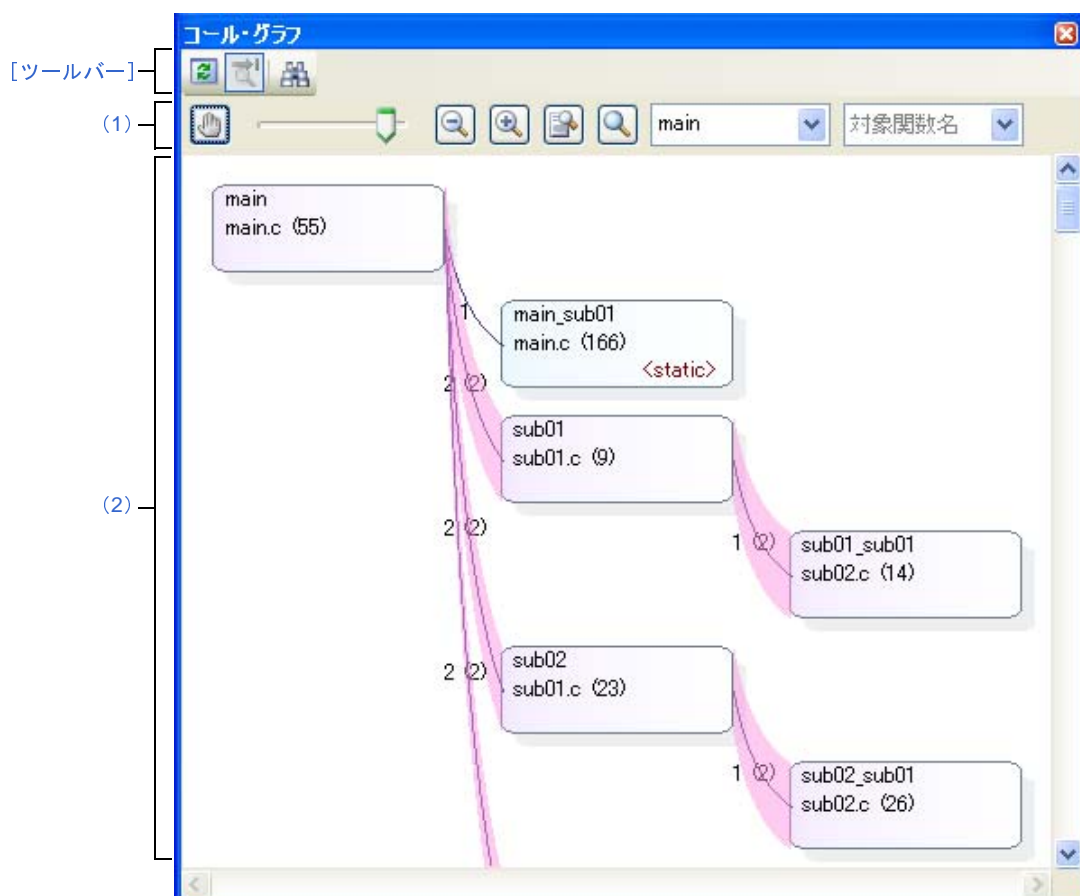 コール・グラフ
[ツールバー]
(1)
main
対象関数名
(2)
main
main.c (55)
1
main_sub01
main.c (166)
<static>
2 (2)
sub01
sub01.c (9)
2 (2)
1 (2)
sub01_sub01
sub02.c (14)
2 (2)
sub02
sub01.c (23)
1 (2)
sub02_sub01
sub02.c (26)